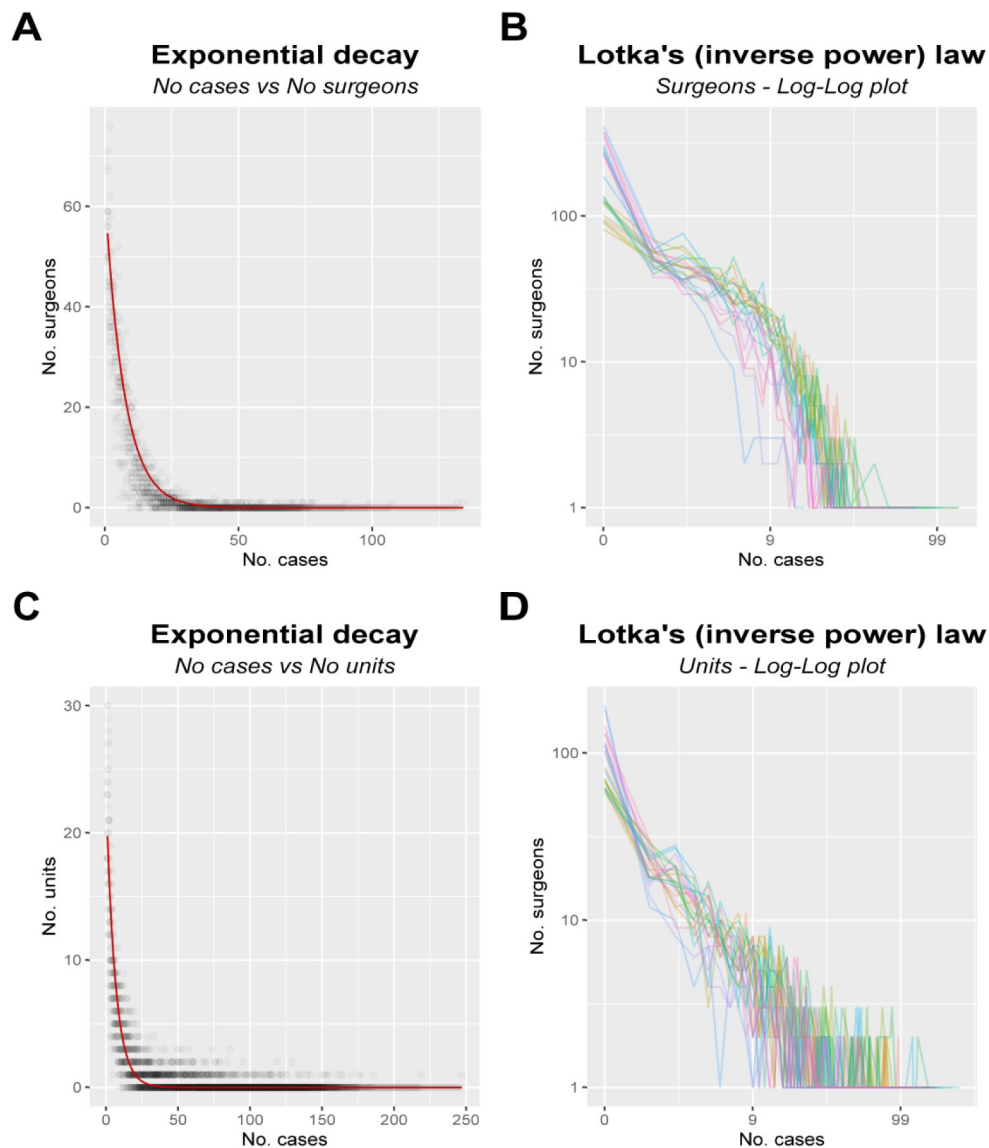 A
Exponential decay
No cases vs No surgeons
No. surgeons
60
40
20
0
0 50 100
No. cases
B
Lotka's (inverse power) law
Surgeons - Log-Log plot
No. surgeons
100
10
1
0 9 99
No. cases
C
Exponential decay
No cases vs No units
No. units
30
20
10
0
0 50 100 150 200 250
No. cases
D
Lotka's (inverse power) law
Units - Log-Log plot
No. surgeons
100
10
1
0 9 99
No. cases